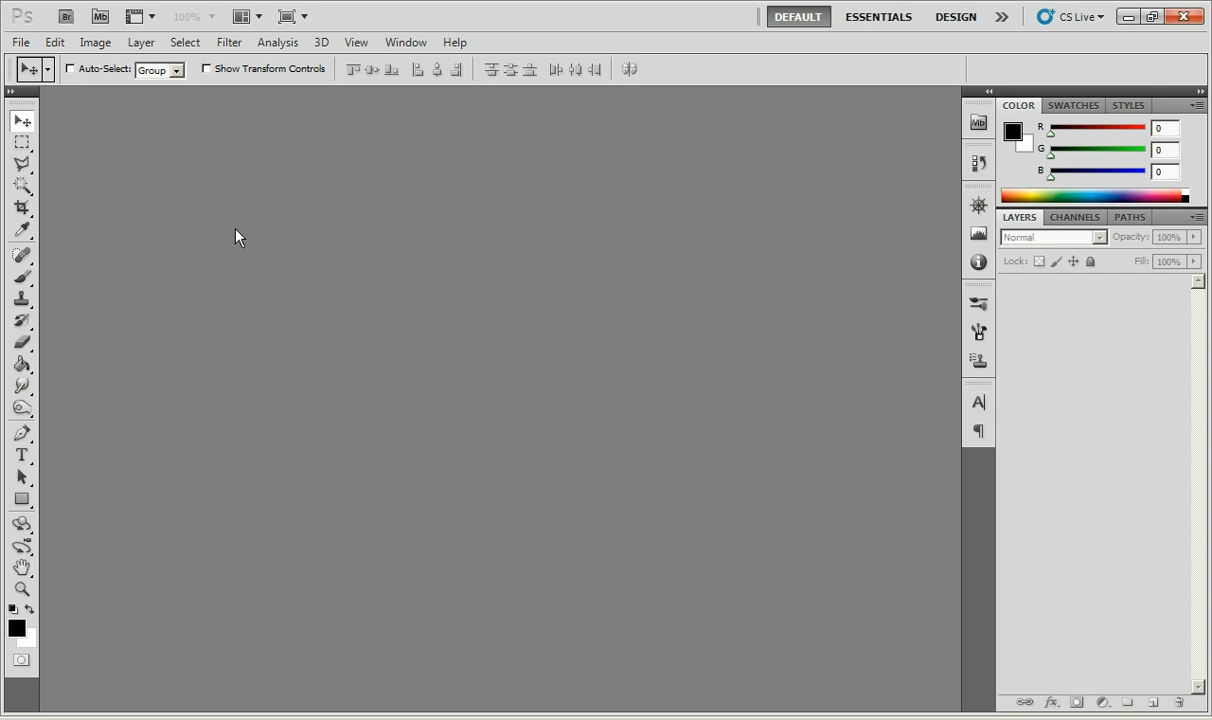 Ps Br Mb 100% DEFAULT ESSENTIALS DESIGN CS Live
File Edit Image Layer Select Filter Analysis 3D View Window Help
Auto-Select: Group Show Transform Controls
COLOR SWATCHES STYLES
Mb
R 0
G 0
B 0
LAYERS CHANNELS PATHS
Normal Opacity: 100%
Lock: Fill: 100%